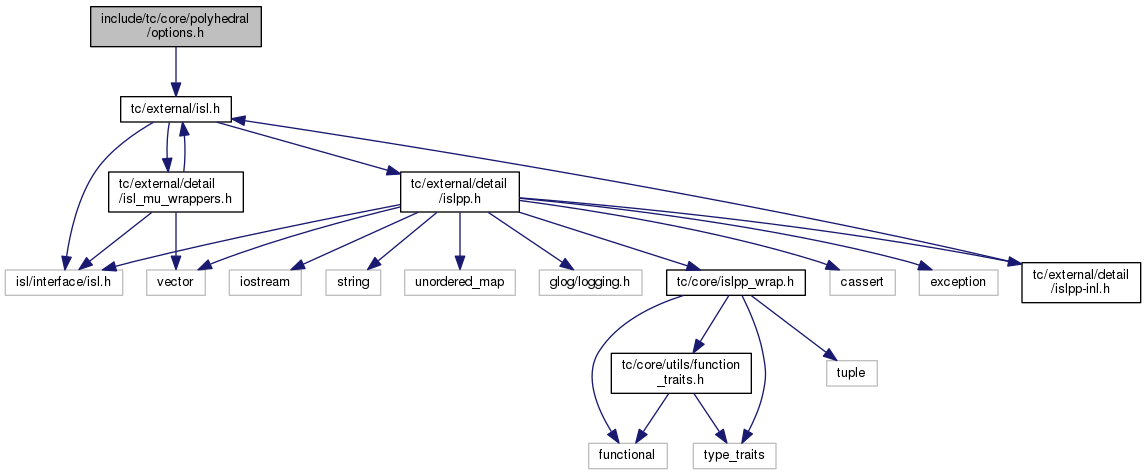 include/tc/core/polyhedral
/options.h
tc/external/isl.h
tc/external/detail
/isl_mu_wrappers.h
tc/external/detail
/islpp.h
isl/interface/isl.h
vector
iostream
string
unordered_map
glog/logging.h
tc/core/islpp_wrap.h
cassert
exception
tc/external/detail
/islpp-inl.h
tc/core/utils/function
_traits.h
tuple
functional
type_traits